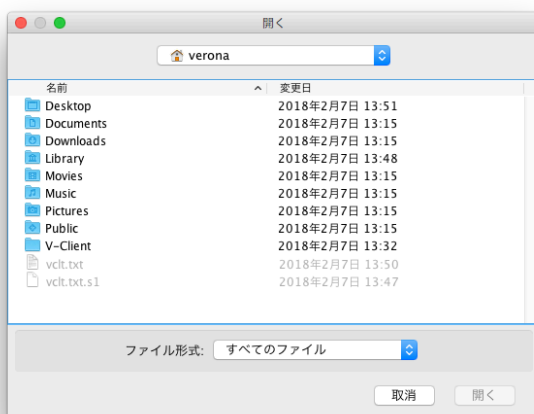 開く
verona
名前 変更日
Desktop 2018年2月7日 13:51
Documents 2018年2月7日 13:15
Downloads 2018年2月7日 13:15
Library 2018年2月7日 13:48
Movies 2018年2月7日 13:15
Music 2018年2月7日 13:15
Pictures 2018年2月7日 13:15
Public 2018年2月7日 13:15
V-Client 2018年2月7日 13:32
vclt.txt 2018年2月7日 13:50
vclt.txt.s1 2018年2月7日 13:47
ファイル形式: すべてのファイル
取消 開く